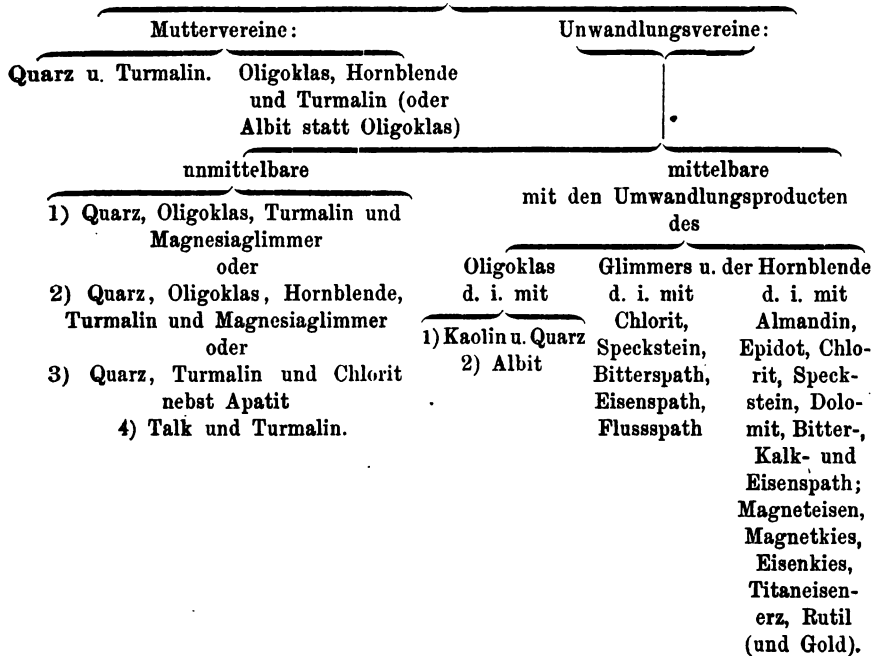 Muttervereine:
Quarz u. Turmalin.
Oligoklas, Hornblende
und Turmalin (oder
Albit statt Oligoklas)
Unwandlungsvereine:
unmittelbare
1) Quarz, Oligoklas, Turmalin und
Magnesiaglimmer
oder
2) Quarz, Oligoklas, Hornblende,
Turmalin und Magnesiaglimmer
oder
3) Quarz, Turmalin und Chlorit
nebst Apatit
4) Talk und Turmalin.
mittelbare
mit den Umwandlungsproducten
des
Oligoklas
d. i. mit
1) Kaolin u. Quarz
2) Albit
Glimmers u. der Hornblende
d. i. mit
Chlorit,
Speckstein,
Bitterspath,
Eisenspath,
Flussspath
d. i. mit
Almandin,
Epidot, Chlo-
rit, Speck-
stein, Dolo-
mit, Bitter-,
Kalk- und
Eisenspath;
Magneteisen,
Magnetkies,
Eisenkies,
Titaneisen-
erz, Rutil
(und Gold).